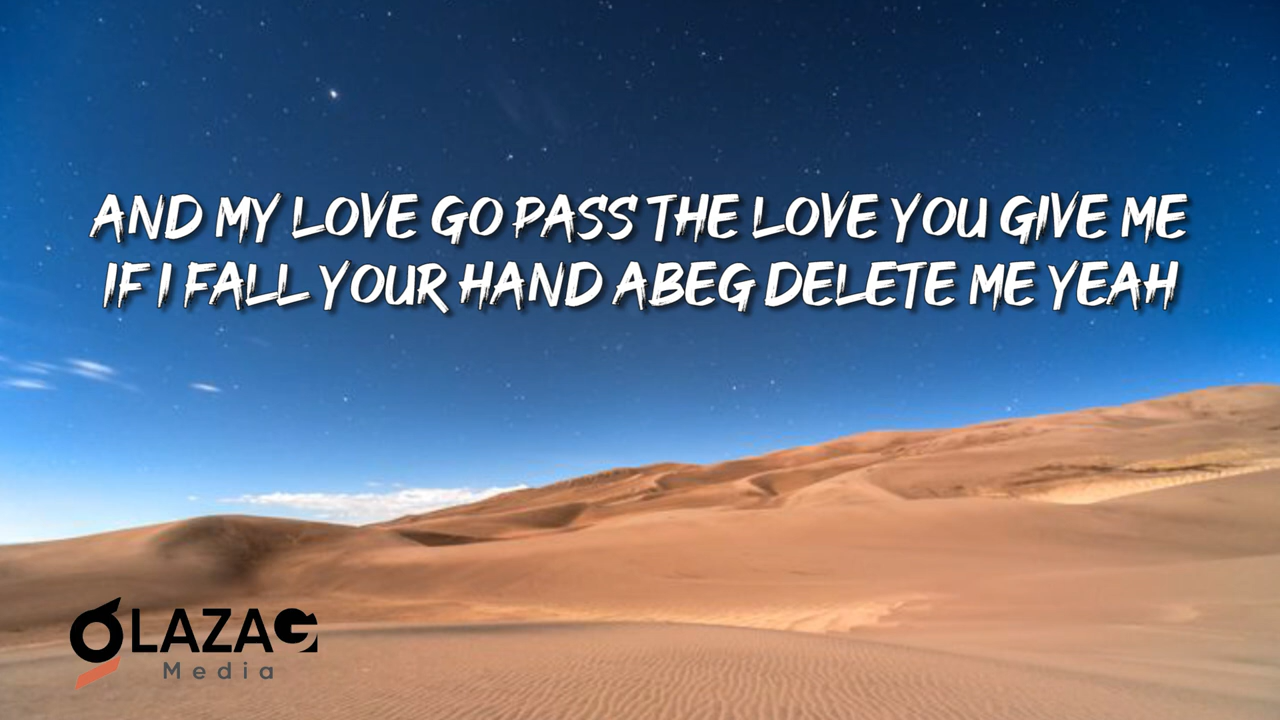 AND MY LOVE GO PASS THE LOVE YOU GIVE ME
IF I FALL YOUR HAND ABEG DELETE ME YEAH
OLAZAG
Media